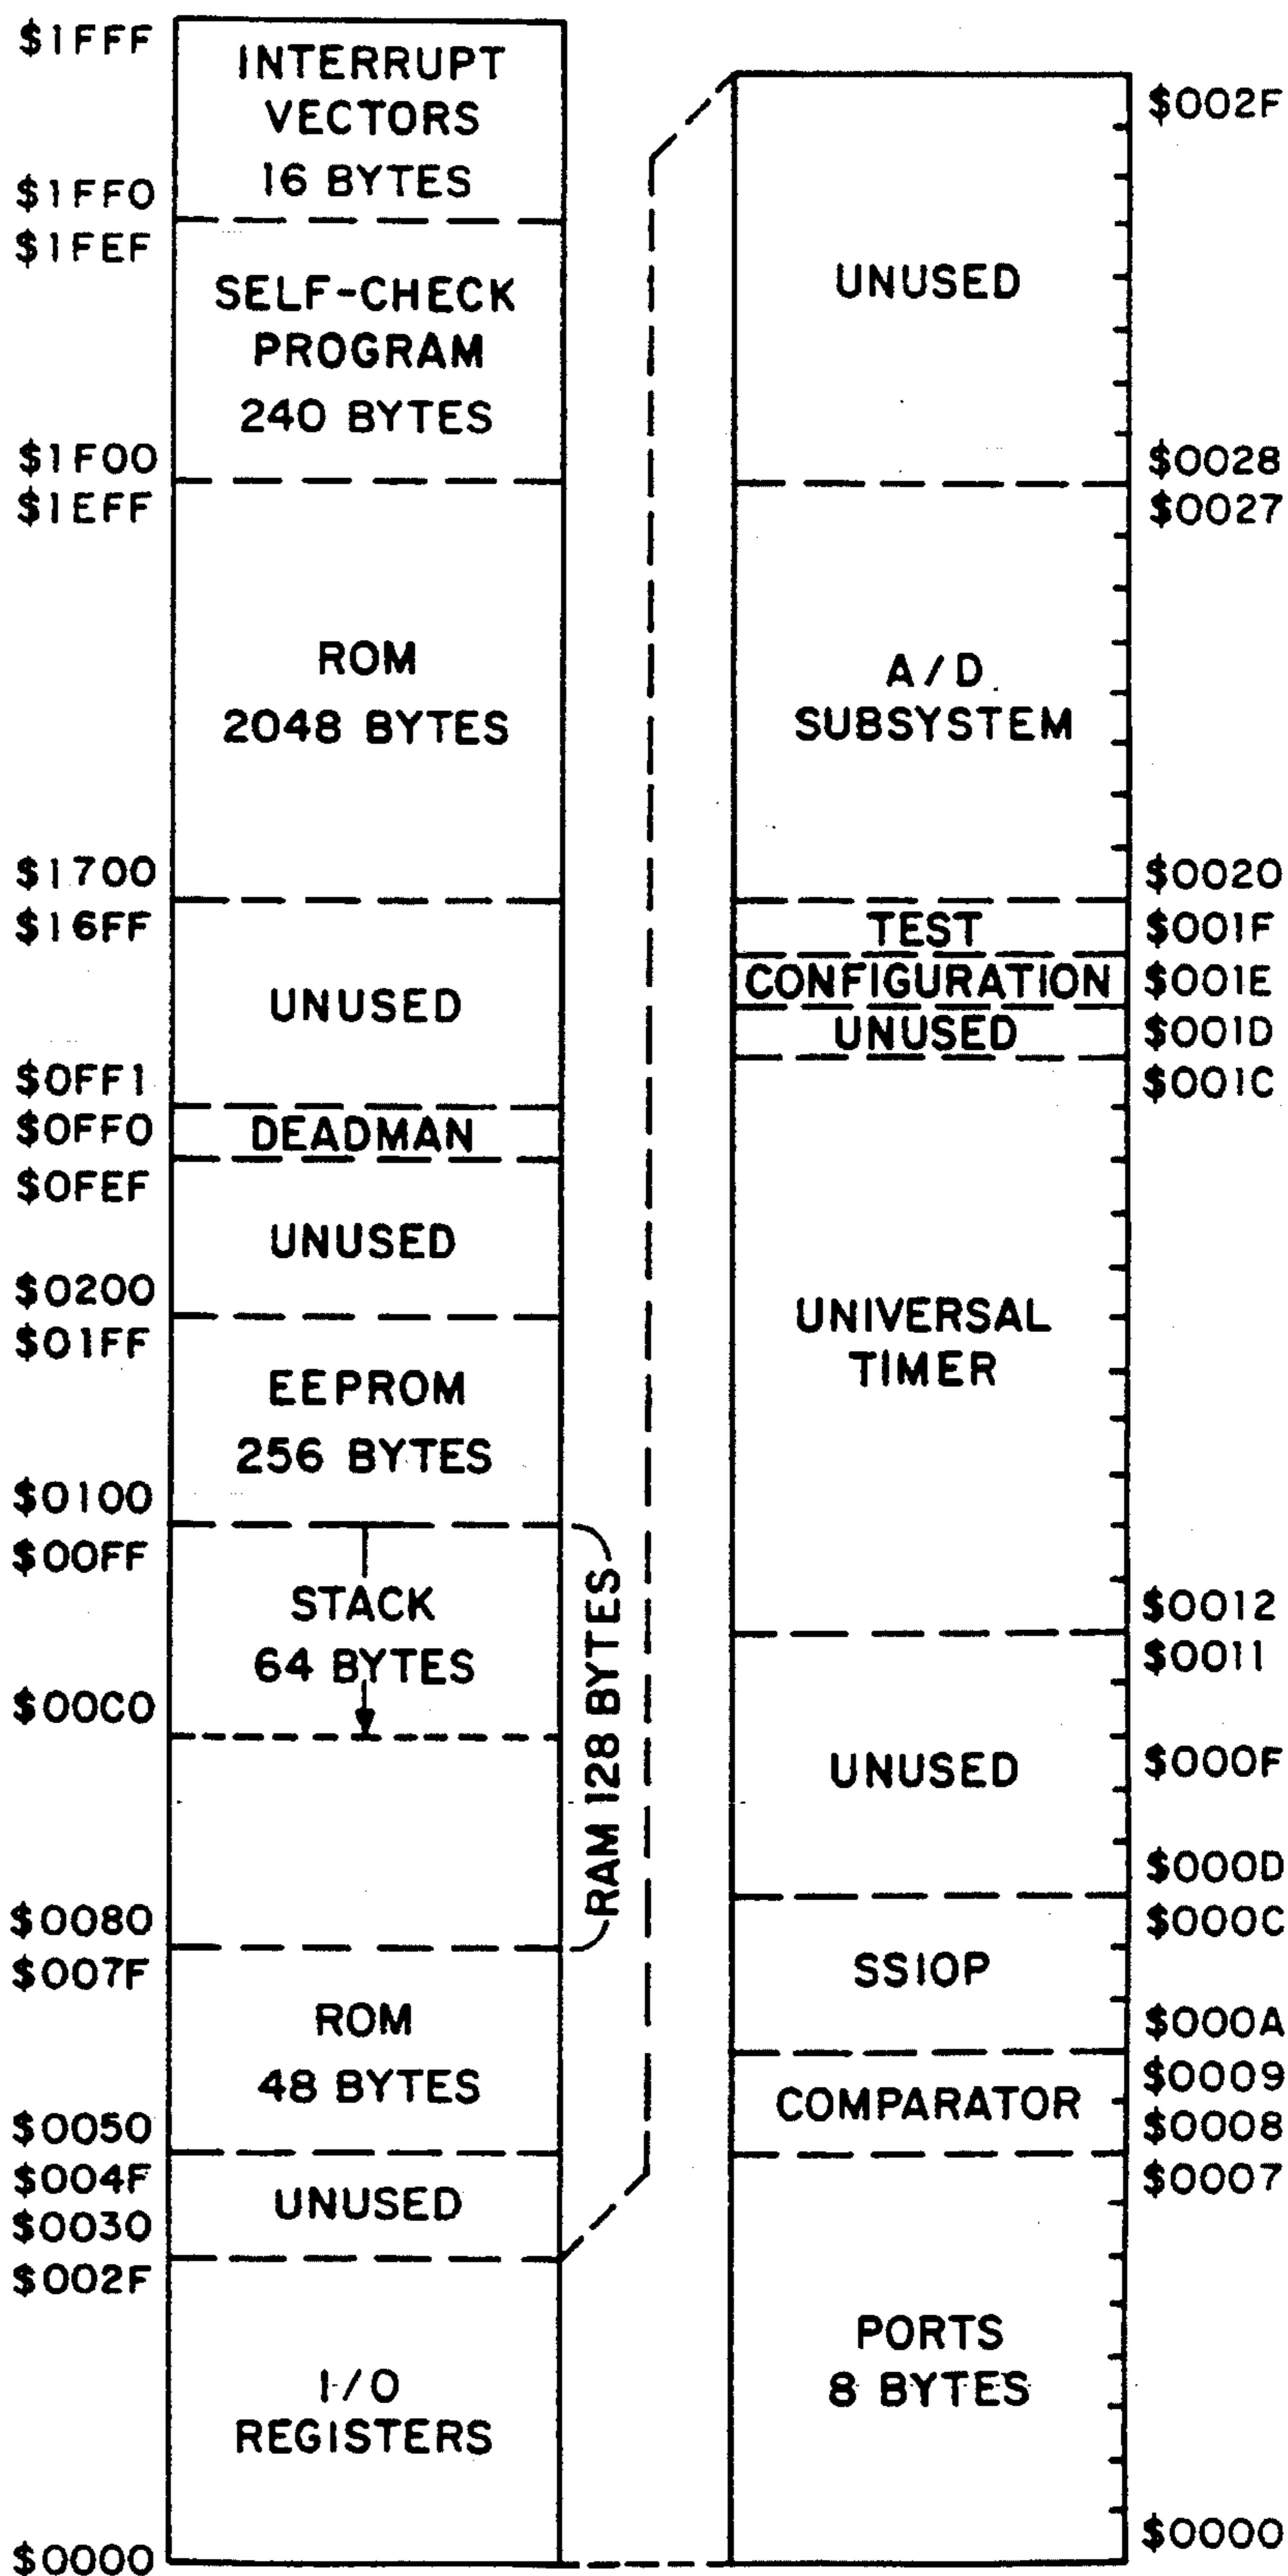 $1FFF
INTERRUPT
VECTORS
16 BYTES
$1FF0
$1FEF
SELF-CHECK
PROGRAM
240 BYTES
$1F00
$1EFF
ROM
2048 BYTES
$1700
$16FF
UNUSED
$0FF1
$0FF0
DEADMAN
$0FEF
UNUSED
$0200
$01FF
EEPROM
256 BYTES
$0100
$00FF
STACK
64 BYTES
$00C0
RAM 128 BYTES
$0080
$007F
ROM
48 BYTES
$0050
$004F
UNUSED
$0030
$002F
I/O
REGISTERS
$0000
$002F
UNUSED
$0028
$0027
A/D
SUBSYSTEM
$0020
TEST $001F
CONFIGURATION $001E
UNUSED $001D
$001C
UNIVERSAL
TIMER
$0012
$0011
UNUSED $000F
$000D
$000C
SSIOP
$000A
$0009
COMPARATOR
$0008
$0007
PORTS
8 BYTES
$0000